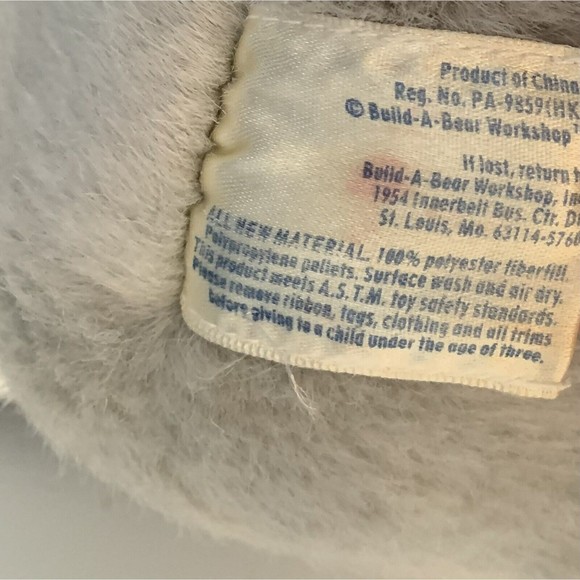 Product of China
Reg. No. PA-9859(HK
© Build-A-Bear Workshop
If lost, return t
Build-A-Bear Workshop, Inc
1954 Innerbelt Bus. Ctr. D
St. Louis, Mo. 63114-5760
ALL NEW MATERIAL. 100% polyester fiberfill.
Polypropylene pellets. Surface wash and air dry.
This product meets A.S.T.M. toy safety standards.
Please remove ribbon, tags, clothing and all trims
before giving to a child under the age of three.